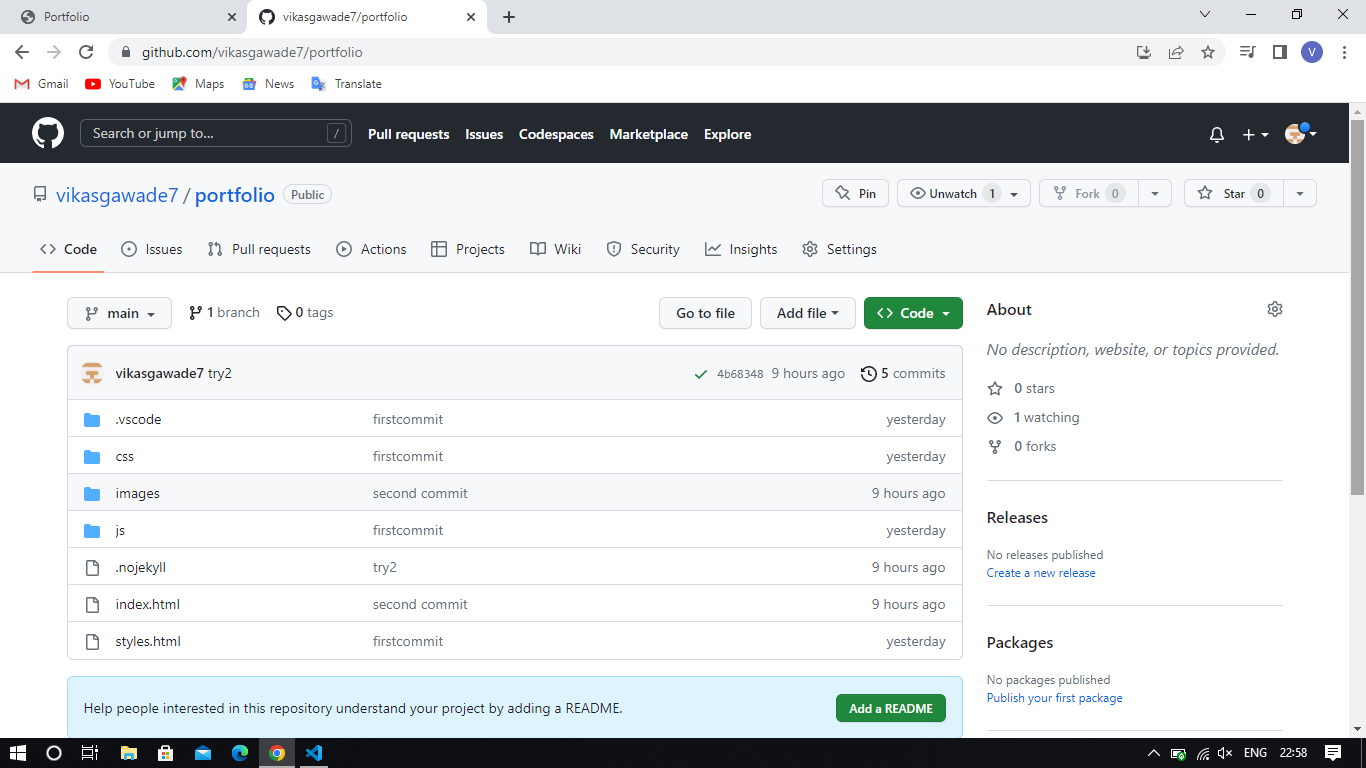 Portfolio
vikasgawade7/portfolio
github.com/vikasgawade7/portfolio
V
Gmail
YouTube
Maps
News
Translate
Search or jump to...
/
Pull requests
Issues
Codespaces
Marketplace
Explore
vikasgawade7 / portfolio
Public
Pin
Unwatch 1
Fork 0
Star 0
Code
Issues
Pull requests
Actions
Projects
Wiki
Security
Insights
Settings
main
1 branch
0 tags
Go to file
Add file
Code
vikasgawade7 try2
4b68348 9 hours ago
5 commits
.vscode firstcommit yesterday
css firstcommit yesterday
images second commit 9 hours ago
js firstcommit yesterday
.nojekyll try2 9 hours ago
index.html second commit 9 hours ago
styles.html firstcommit yesterday
Help people interested in this repository understand your project by adding a README.
Add a README
About
No description, website, or topics provided.
0 stars
1 watching
0 forks
Releases
No releases published
Create a new release
Packages
No packages published
Publish your first package
ENG
22:58